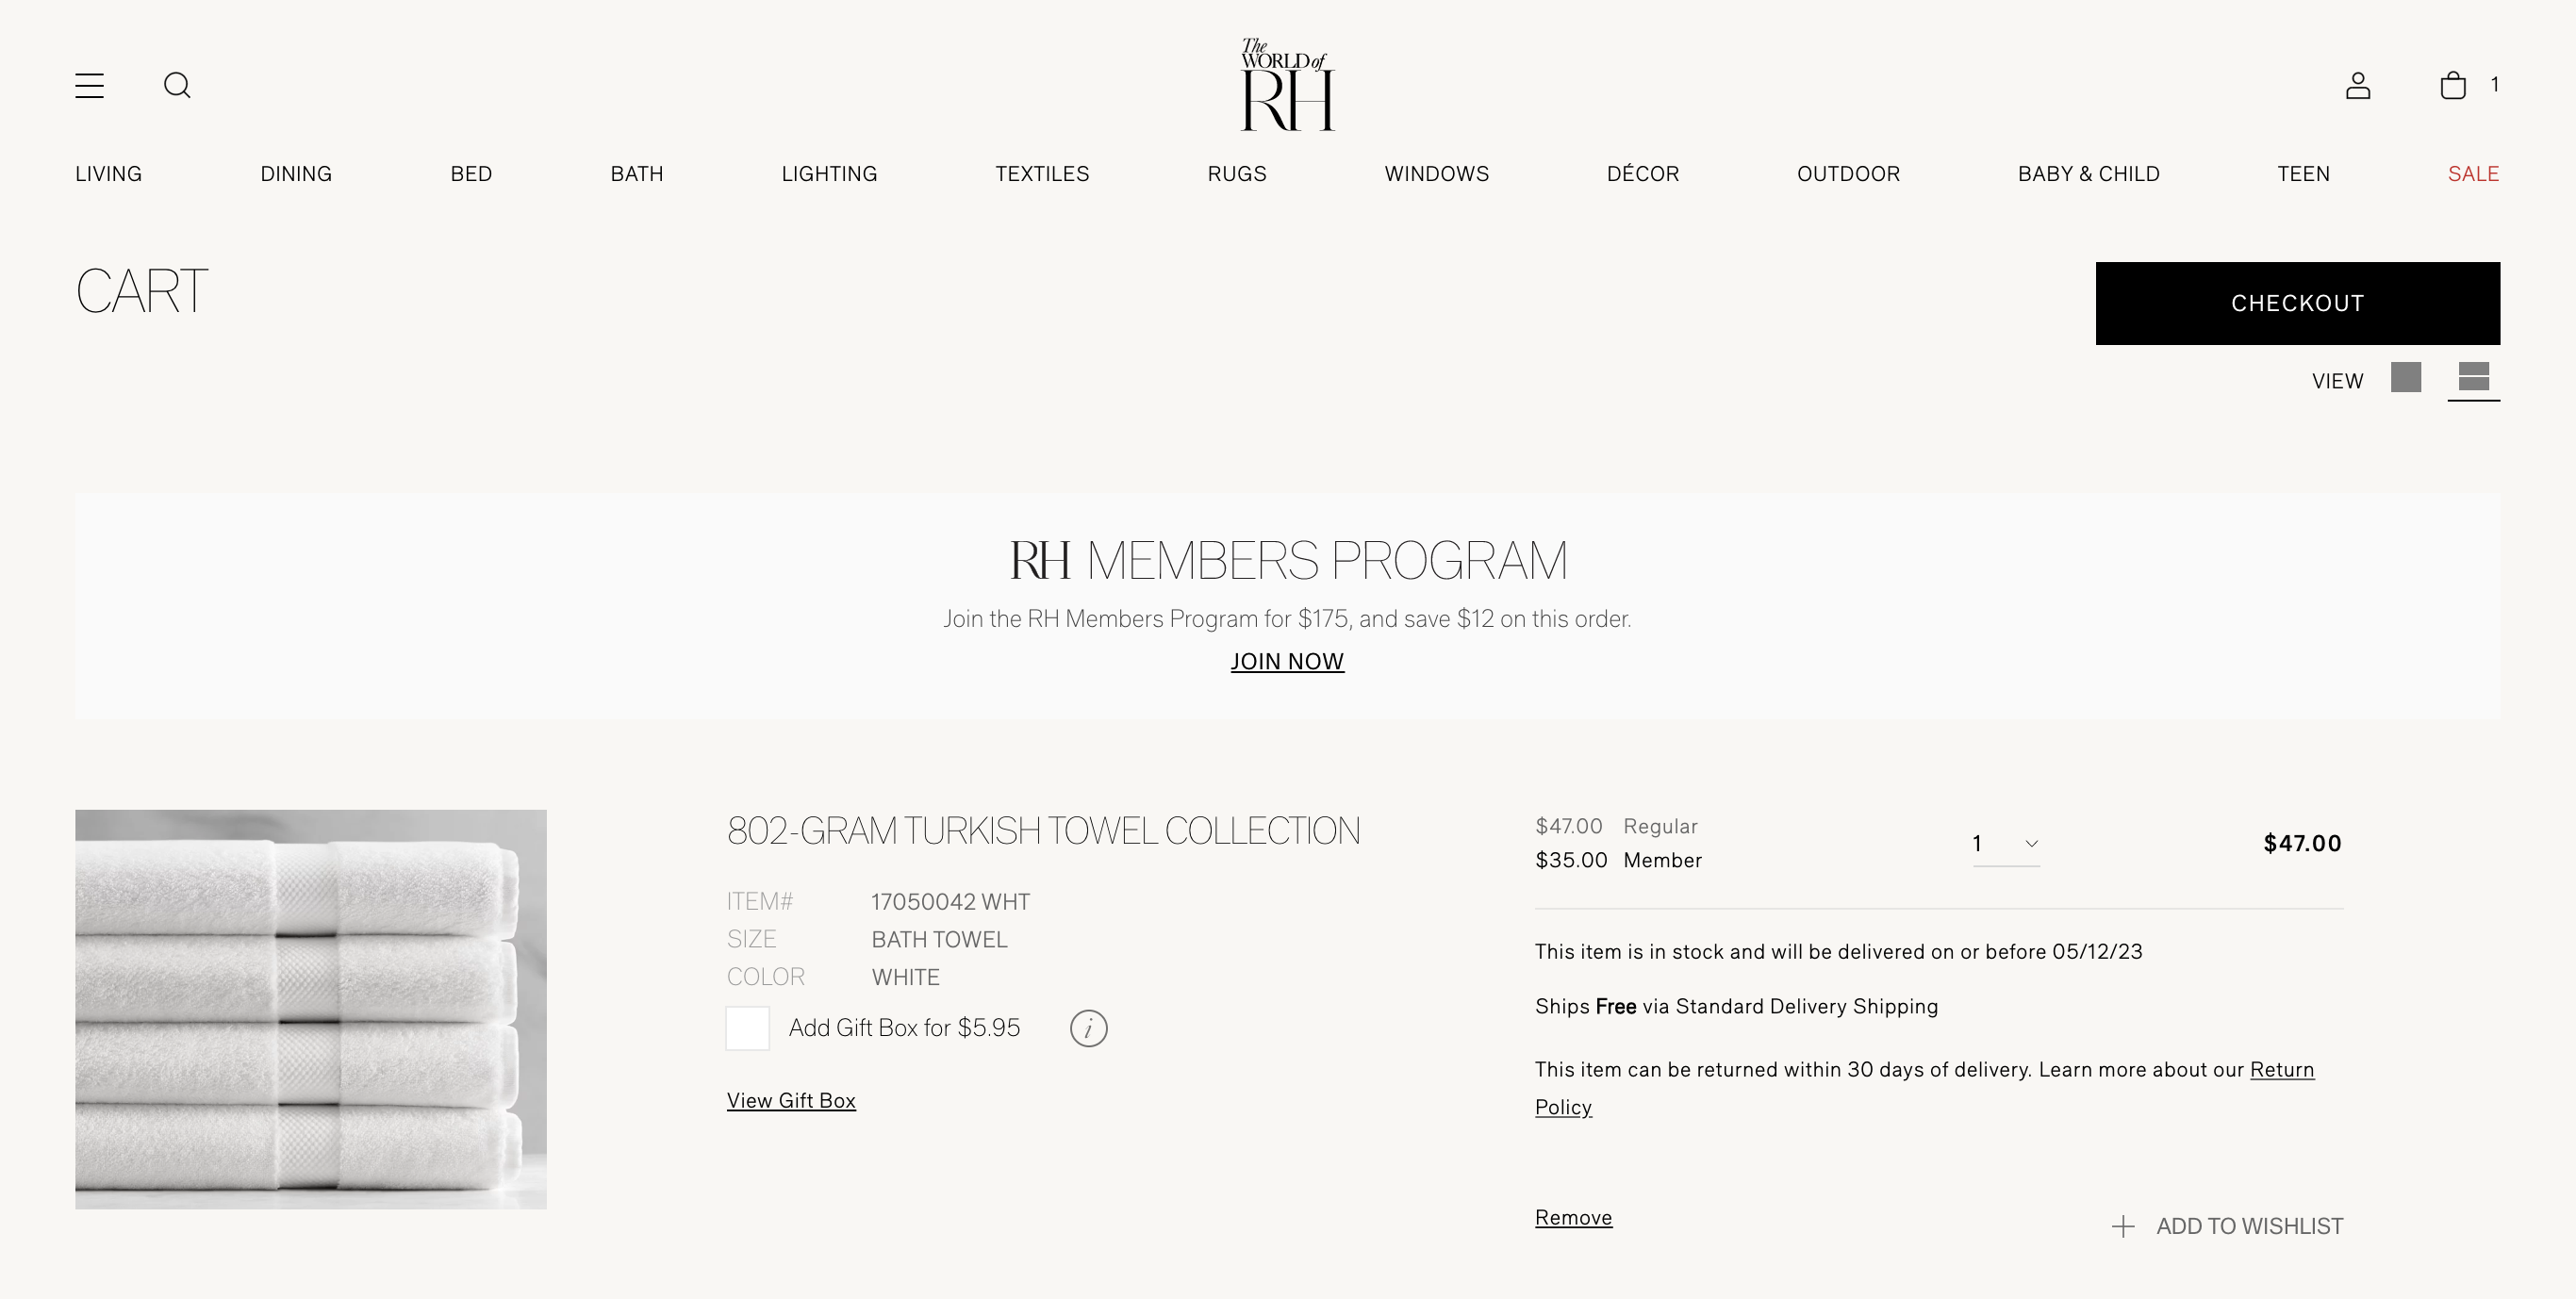 The
WORLD of
RH
1
LIVING DINING BED BATH LIGHTING TEXTILES RUGS WINDOWS DÉCOR OUTDOOR BABY & CHILD TEEN SALE
CART
CHECKOUT
VIEW
RH MEMBERS PROGRAM
Join the RH Members Program for $175, and save $12 on this order.
JOIN NOW
802-GRAM TURKISH TOWEL COLLECTION
ITEM# 17050042 WHT
SIZE BATH TOWEL
COLOR WHITE
Add Gift Box for $5.95 i
View Gift Box
$47.00 Regular
$35.00 Member
1
$47.00
This item is in stock and will be delivered on or before 05/12/23
Ships Free via Standard Delivery Shipping
This item can be returned within 30 days of delivery. Learn more about our Return
Policy
Remove
ADD TO WISHLIST